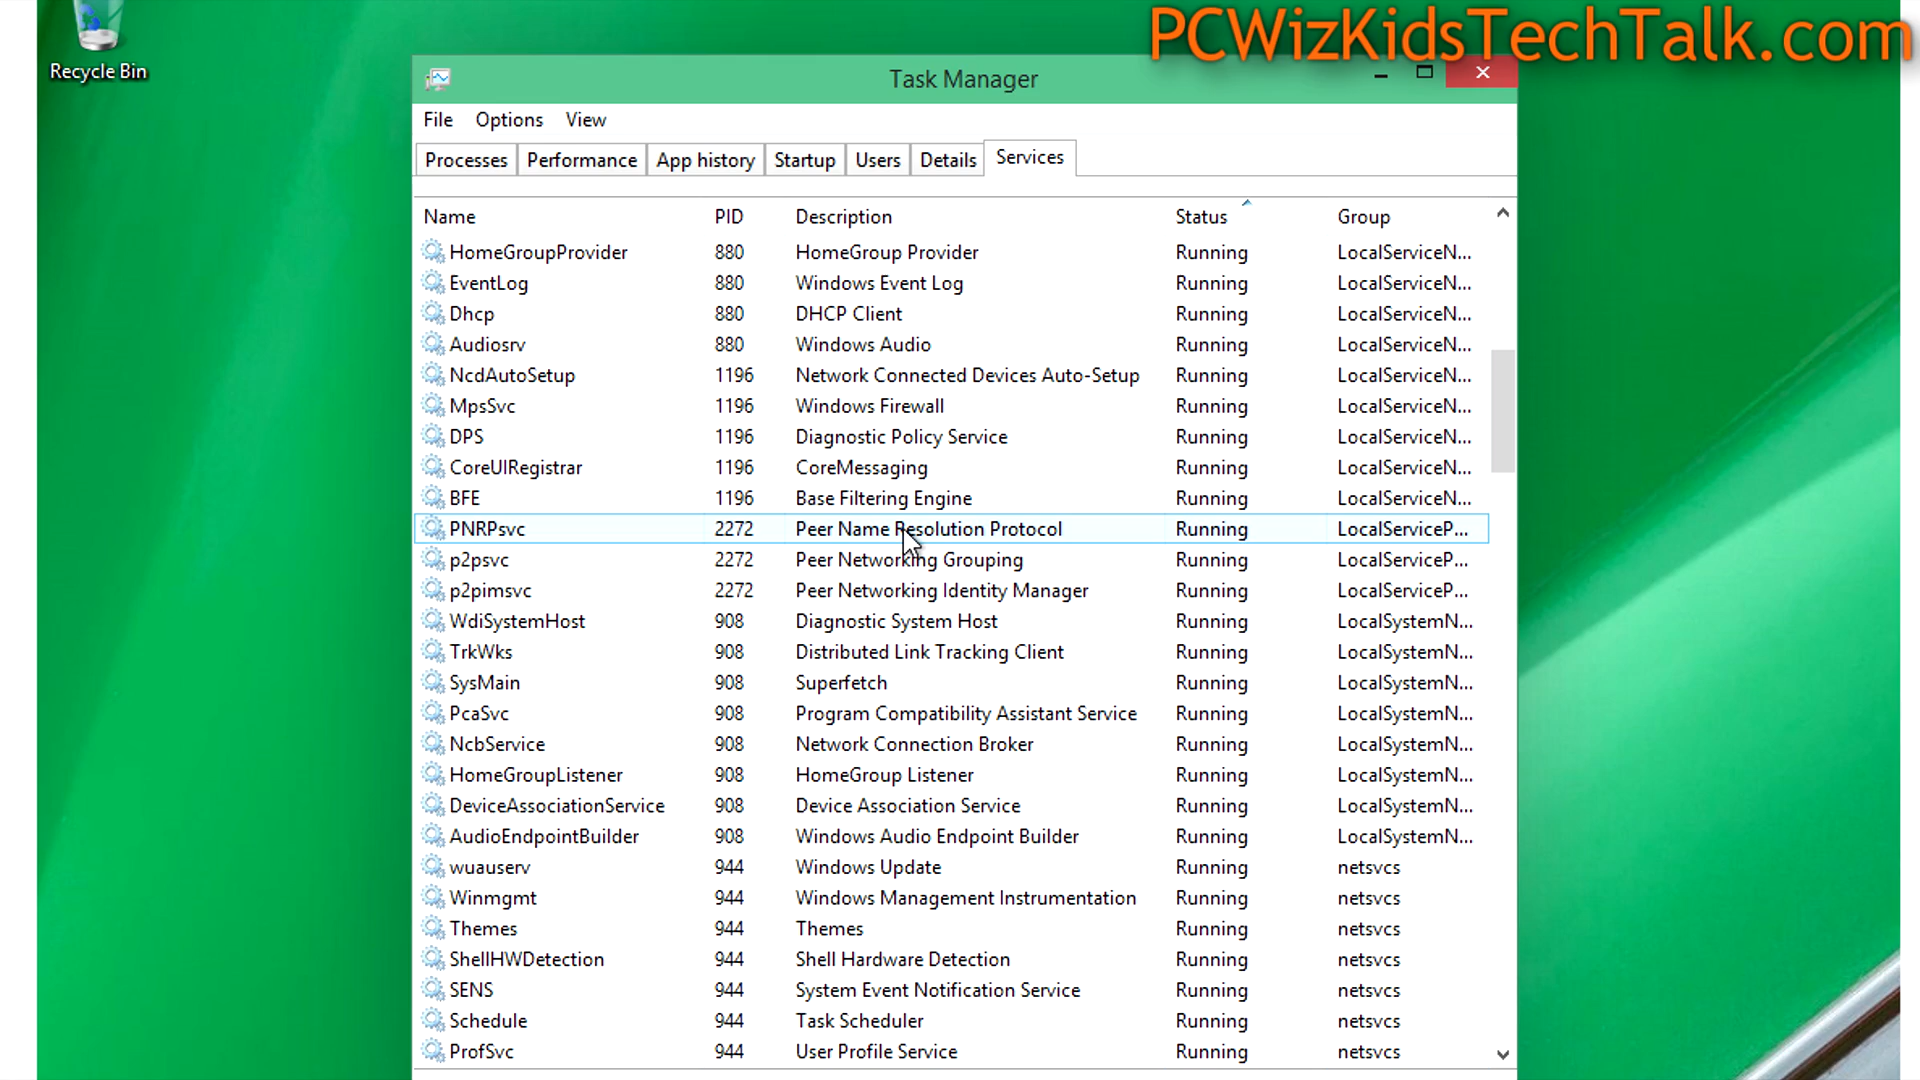 PCWizKidsTechTalk.com
Recycle Bin
Task Manager
File Options View
Processes Performance App history Startup Users Details Services
Name PID Description Status Group
HomeGroupProvider 880 HomeGroup Provider Running LocalServiceN...
EventLog 880 Windows Event Log Running LocalServiceN...
Dhcp 880 DHCP Client Running LocalServiceN...
Audiosrv 880 Windows Audio Running LocalServiceN...
NcdAutoSetup 1196 Network Connected Devices Auto-Setup Running LocalServiceN...
MpsSvc 1196 Windows Firewall Running LocalServiceN...
DPS 1196 Diagnostic Policy Service Running LocalServiceN...
CoreUIRegistrar 1196 CoreMessaging Running LocalServiceN...
BFE 1196 Base Filtering Engine Running LocalServiceN...
PNRPsvc 2272 Peer Name Resolution Protocol Running LocalServiceP...
p2psvc 2272 Peer Networking Grouping Running LocalServiceP...
p2pimsvc 2272 Peer Networking Identity Manager Running LocalServiceP...
WdiSystemHost 908 Diagnostic System Host Running LocalSystemN...
TrkWks 908 Distributed Link Tracking Client Running LocalSystemN...
SysMain 908 Superfetch Running LocalSystemN...
PcaSvc 908 Program Compatibility Assistant Service Running LocalSystemN...
NcbService 908 Network Connection Broker Running LocalSystemN...
HomeGroupListener 908 HomeGroup Listener Running LocalSystemN...
DeviceAssociationService 908 Device Association Service Running LocalSystemN...
AudioEndpointBuilder 908 Windows Audio Endpoint Builder Running LocalSystemN...
wuauserv 944 Windows Update Running netsvcs
Winmgmt 944 Windows Management Instrumentation Running netsvcs
Themes 944 Themes Running netsvcs
ShellHWDetection 944 Shell Hardware Detection Running netsvcs
SENS 944 System Event Notification Service Running netsvcs
Schedule 944 Task Scheduler Running netsvcs
ProfSvc 944 User Profile Service Running netsvcs